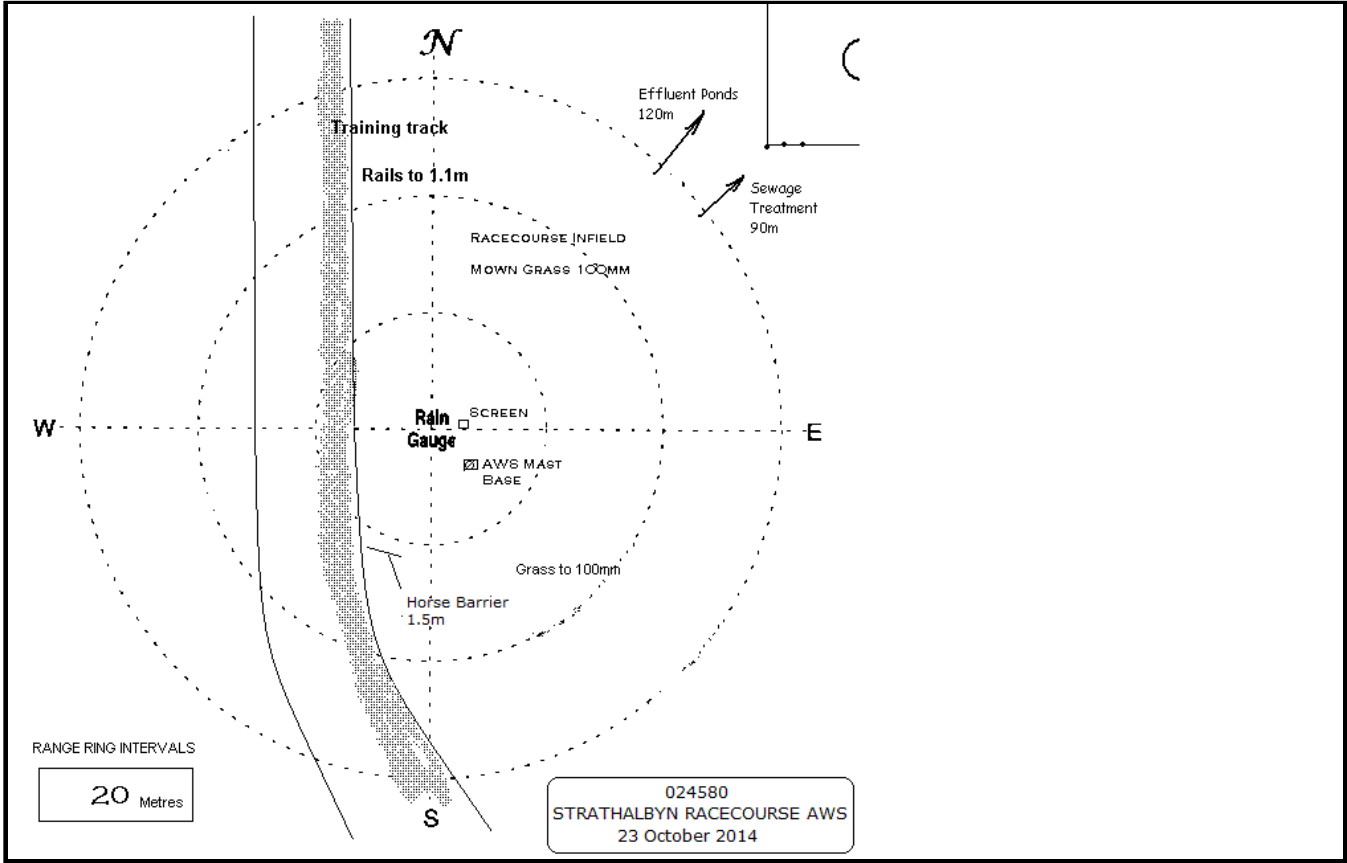 N
Effluent Ponds
120m
Training track
Rails to 1.1m
Sewage
Treatment
90m
RACECOURSE INFIELD
MOWN GRASS 100MM
W
Rain
Gauge
SCREEN
E
AWS MAST
BASE
Grass to 100mm
Horse Barrier
1.5m
RANGE RING INTERVALS
20 Metres
S
024580
STRATHALBYN RACECOURSE AWS
23 October 2014